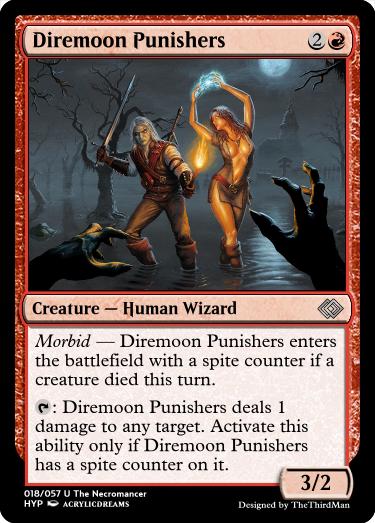 Diremoon Punishers 2
Creature — Human Wizard
Morbid — Diremoon Punishers enters
the battlefield with a spite counter if a
creature died this turn.
: Diremoon Punishers deals 1
damage to any target. Activate this
ability only if Diremoon Punishers
has a spite counter on it.
3/2
018/057 U The Necromancer
HYP ACRYLICDREAMS
Designed by TheThirdMan